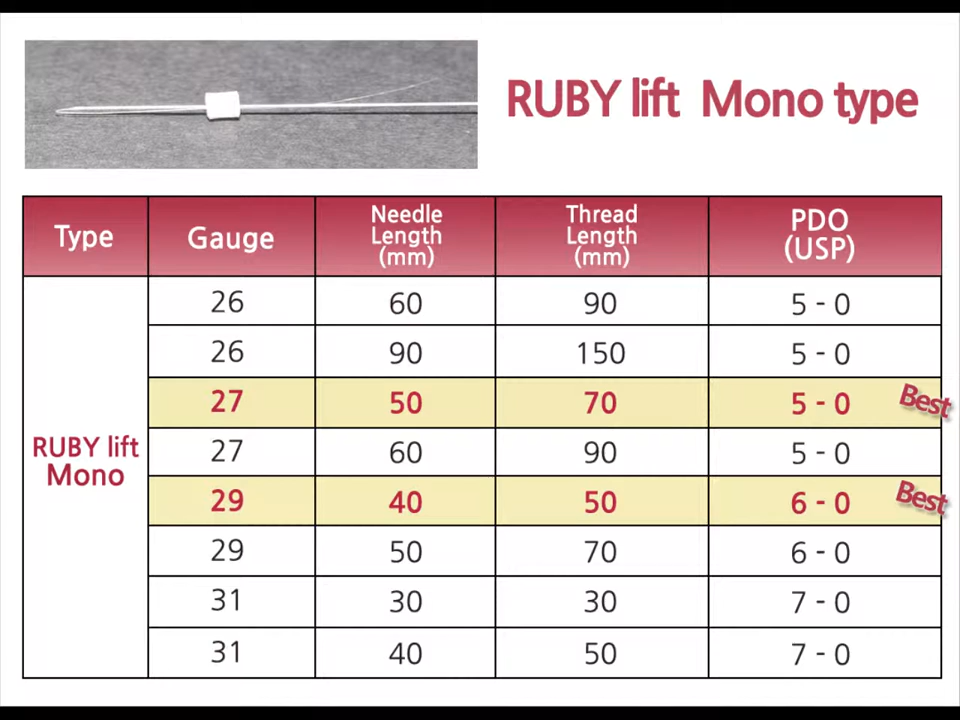 RUBY lift Mono type
Type Gauge Needle Length (mm) Thread Length (mm) PDO (USP)
26 60 90 5 - 0
26 90 150 5 - 0
27 50 70 5 - 0 Best
27 60 90 5 - 0
RUBY lift Mono
29 40 50 6 - 0 Best
29 50 70 6 - 0
31 30 30 7 - 0
31 40 50 7 - 0